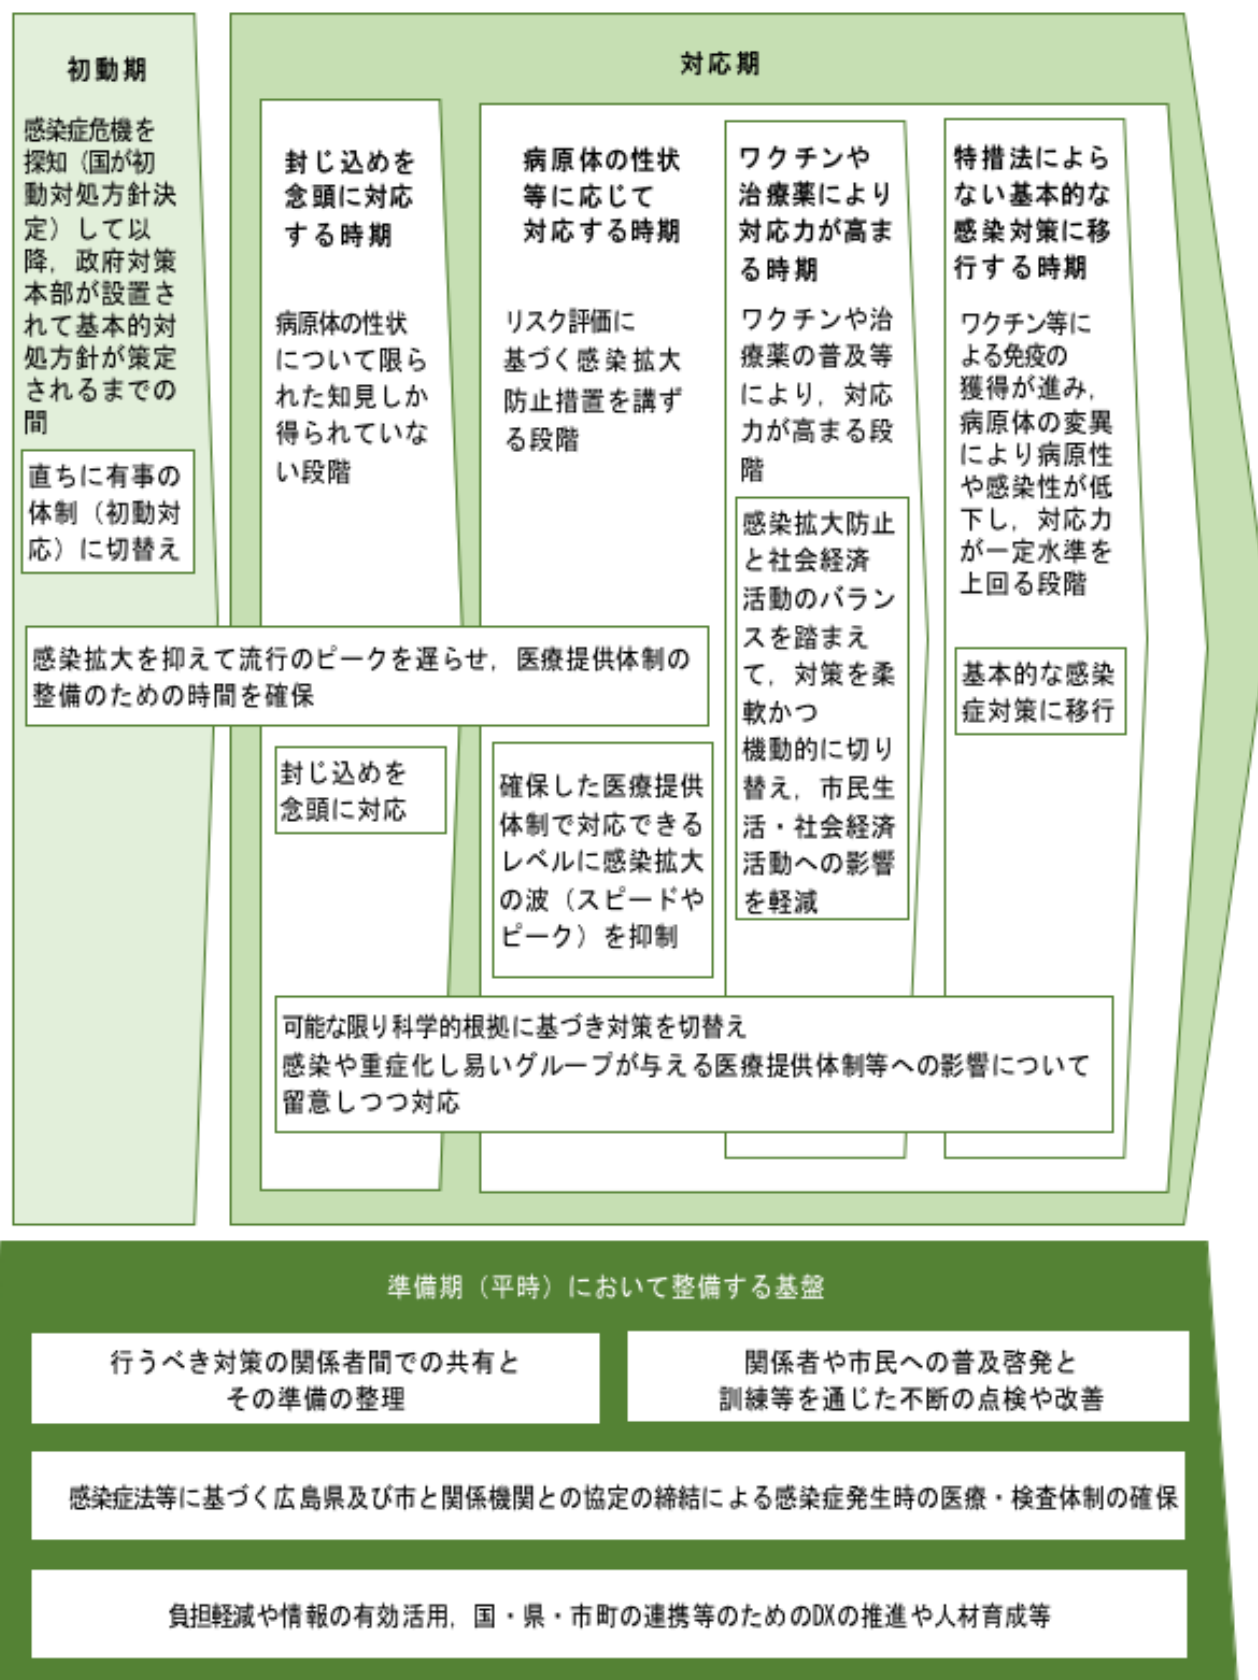 初動期
感染症危機を
探知（国が初
動対処方針決
定）して以
降，政府対策
本部が設置さ
れて基本的対
処方針が策定
されるまでの
間
直ちに有事の
体制（初動対
応）に切替え
対応期
封じ込めを
念頭に対応
する時期
病原体の性状
について限ら
れた知見しか
得られていな
い段階
病原体の性状
等に応じて
対応する時期
リスク評価に
基づく感染拡大
防止措置を講ず
る段階
ワクチンや
治療薬により
対応力が高ま
る時期
ワクチンや治
療薬の普及等
により，対応
力が高まる段
階
感染拡大防止
と社会経済
活動のバラン
スを踏まえ
て，対策を柔
軟かつ
機動的に切り
替え，市民生
活・社会経済
活動への影響
を軽減
特措法によら
ない基本的な
感染対策に移
行する時期
ワクチン等に
よる免疫の
獲得が進み，
病原体の変異
により病原性
や感染性が低
下し，対応力
が一定水準を
上回る段階
基本的な感染
症対策に移行
感染拡大を抑えて流行のピークを遅らせ，医療提供体制の
整備のための時間を確保
封じ込めを
念頭に対応
確保した医療提供
体制で対応できる
レベルに感染拡大
の波（スピードや
ピーク）を抑制
可能な限り科学的根拠に基づき対策を切替え
感染や重症化し易いグループが与える医療提供体制等への影響について
留意しつつ対応
準備期（平時）において整備する基盤
行うべき対策の関係者間での共有と
その準備の整理
関係者や市民への普及啓発と
訓練等を通じた不断の点検や改善
感染症法等に基づく広島県及び市と関係機関との協定の締結による感染症発生時の医療・検査体制の確保
負担軽減や情報の有効活用，国・県・市町の連携等のためのDXの推進や人材育成等